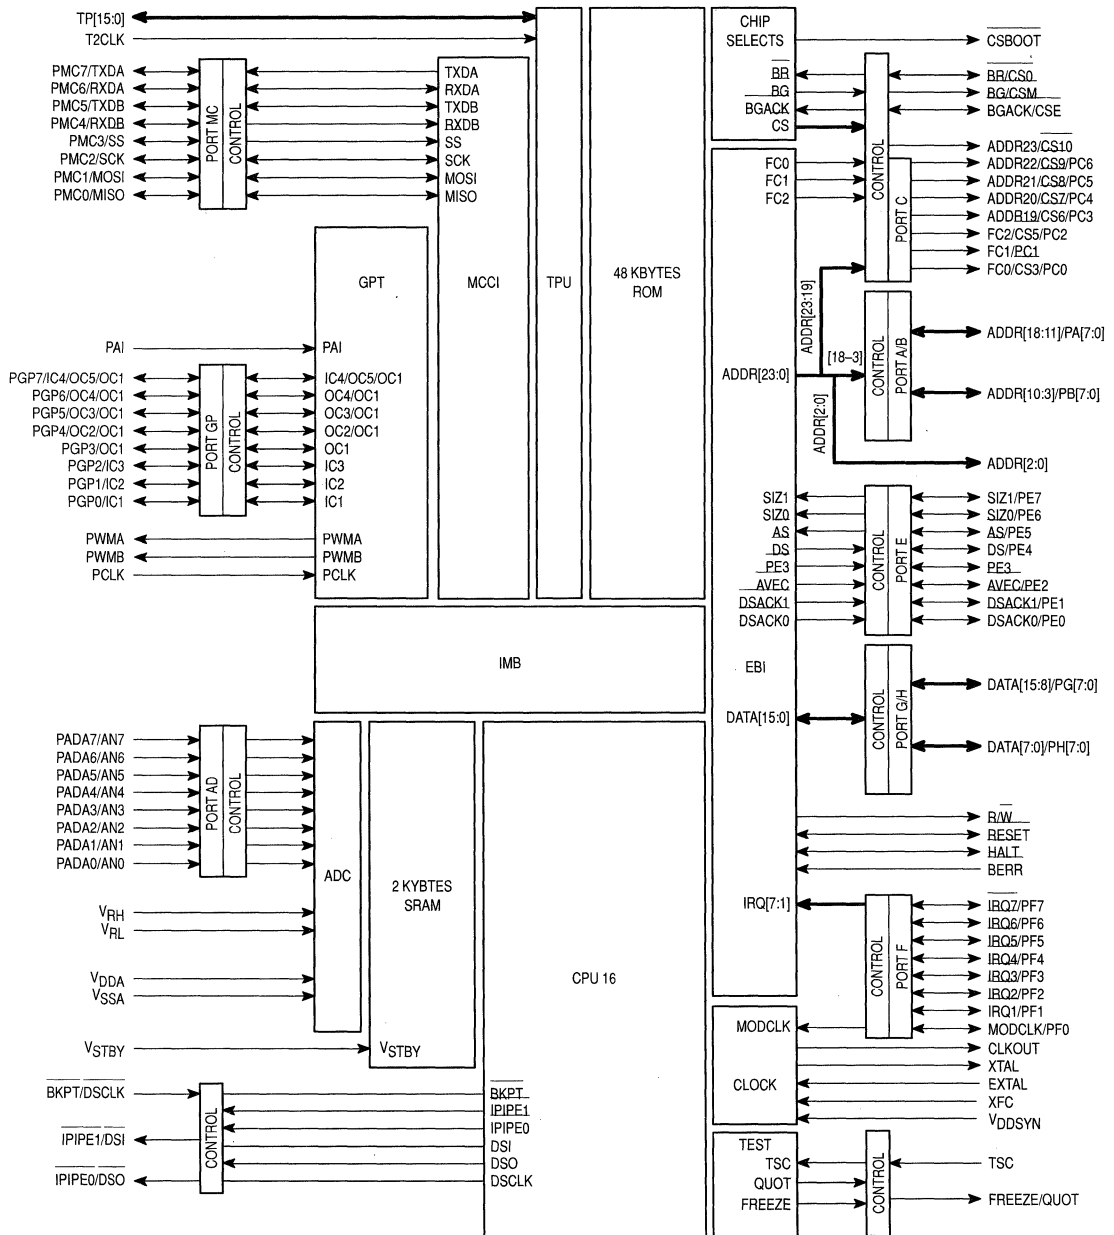 TP[15:0]
T2CLK
PMC7/TXDA
PMC6/RXDA
PMC5/TXDB
PMC4/RXDB
PMC3/SS
PMC2/SCK
PMC1/MOSI
PMC0/MISO
PORT MC
CONTROL
TXDA
RXDA
TXDB
RXDB
SS
SCK
MOSI
MISO
MCCI
TPU
48 KBYTES
ROM
GPT
PAI
PAI
PGP7/IC4/OC5/OC1
PGP6/OC4/OC1
PGP5/OC3/OC1
PGP4/OC2/OC1
PGP3/OC1
PGP2/IC3
PGP1/IC2
PGP0/IC1
PORT GP
CONTROL
IC4/OC5/OC1
OC4/OC1
OC3/OC1
OC2/OC1
OC1
IC3
IC2
IC1
PWMA
PWMB
PCLK
PWMA
PWMB
PCLK
IMB
PADA7/AN7
PADA6/AN6
PADA5/AN5
PADA4/AN4
PADA3/AN3
PADA2/AN2
PADA1/AN1
PADA0/AN0
PORT AD
CONTROL
VRH
VRL
VDDA
VSSA
ADC
2 KYBTES
SRAM
VSTBY
VSTBY
CPU 16
BKPT/DSCLK
IPIPE1/DSI
IPIPE0/DSO
CONTROL
BKPT
IPIPE1
IPIPE0
DSI
DSO
DSCLK
CHIP
SELECTS
BR
BG
BGACK
CS
CONTROL
PORT C
CSBOOT
BR/CS0
BG/CSM
BGACK/CSE
ADDR23/CS10
ADDR22/CS9/PC6
ADDR21/CS8/PC5
ADDR20/CS7/PC4
ADDR19/CS6/PC3
FC2/CS5/PC2
FC1/PC1
FC0/CS3/PC0
FC0
FC1
FC2
ADDR[23:0]
ADDR[23:19]
[18–3]
ADDR[2:0]
CONTROL
PORT A/B
ADDR[18:11]/PA[7:0]
ADDR[10:3]/PB[7:0]
ADDR[2:0]
SIZ1
SIZ0
AS
DS
PE3
AVEC
DSACK1
DSACK0
CONTROL
PORT E
SIZ1/PE7
SIZ0/PE6
AS/PE5
DS/PE4
PE3
AVEC/PE2
DSACK1/PE1
DSACK0/PE0
EBI
DATA[15:0]
CONTROL
PORT G/H
DATA[15:8]/PG[7:0]
DATA[7:0]/PH[7:0]
R/W
RESET
HALT
BERR
IRQ[7:1]
CONTROL
PORT F
IRQ7/PF7
IRQ6/PF6
IRQ5/PF5
IRQ4/PF4
IRQ3/PF3
IRQ2/PF2
IRQ1/PF1
MODCLK/PF0
MODCLK
CLOCK
CLKOUT
XTAL
EXTAL
XFC
VDDSYN
TEST
TSC
QUOT
FREEZE
CONTROL
TSC
FREEZE/QUOT